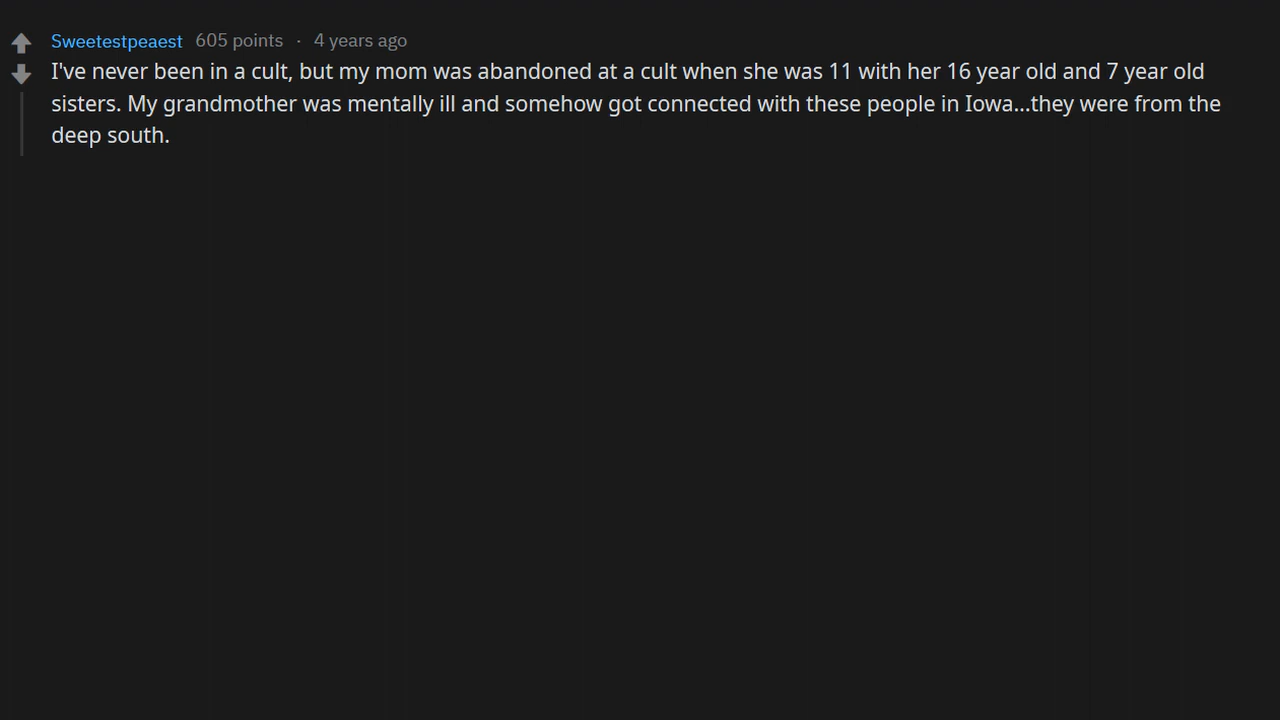 Sweetestpeaest 605 points · 4 years ago
I've never been in a cult, but my mom was abandoned at a cult when she was 11 with her 16 year old and 7 year old
sisters. My grandmother was mentally ill and somehow got connected with these people in Iowa...they were from the
deep south.